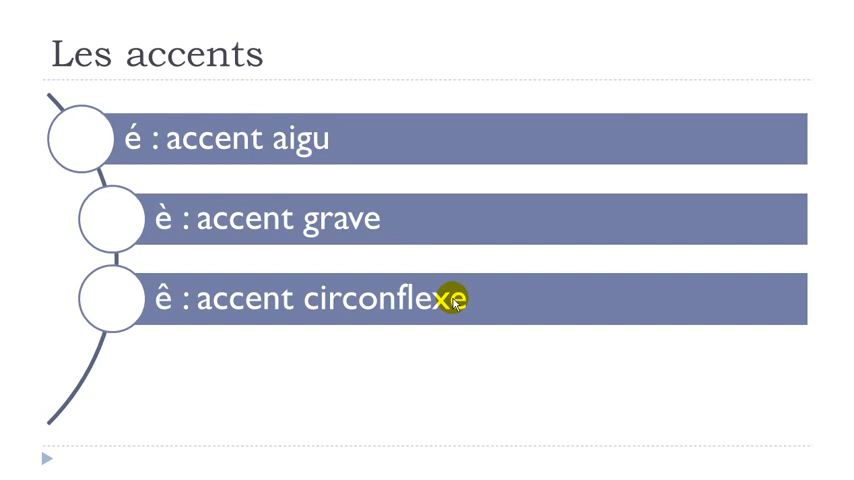 Les accents
é : accent aigu
è : accent grave
ê : accent circonflexe